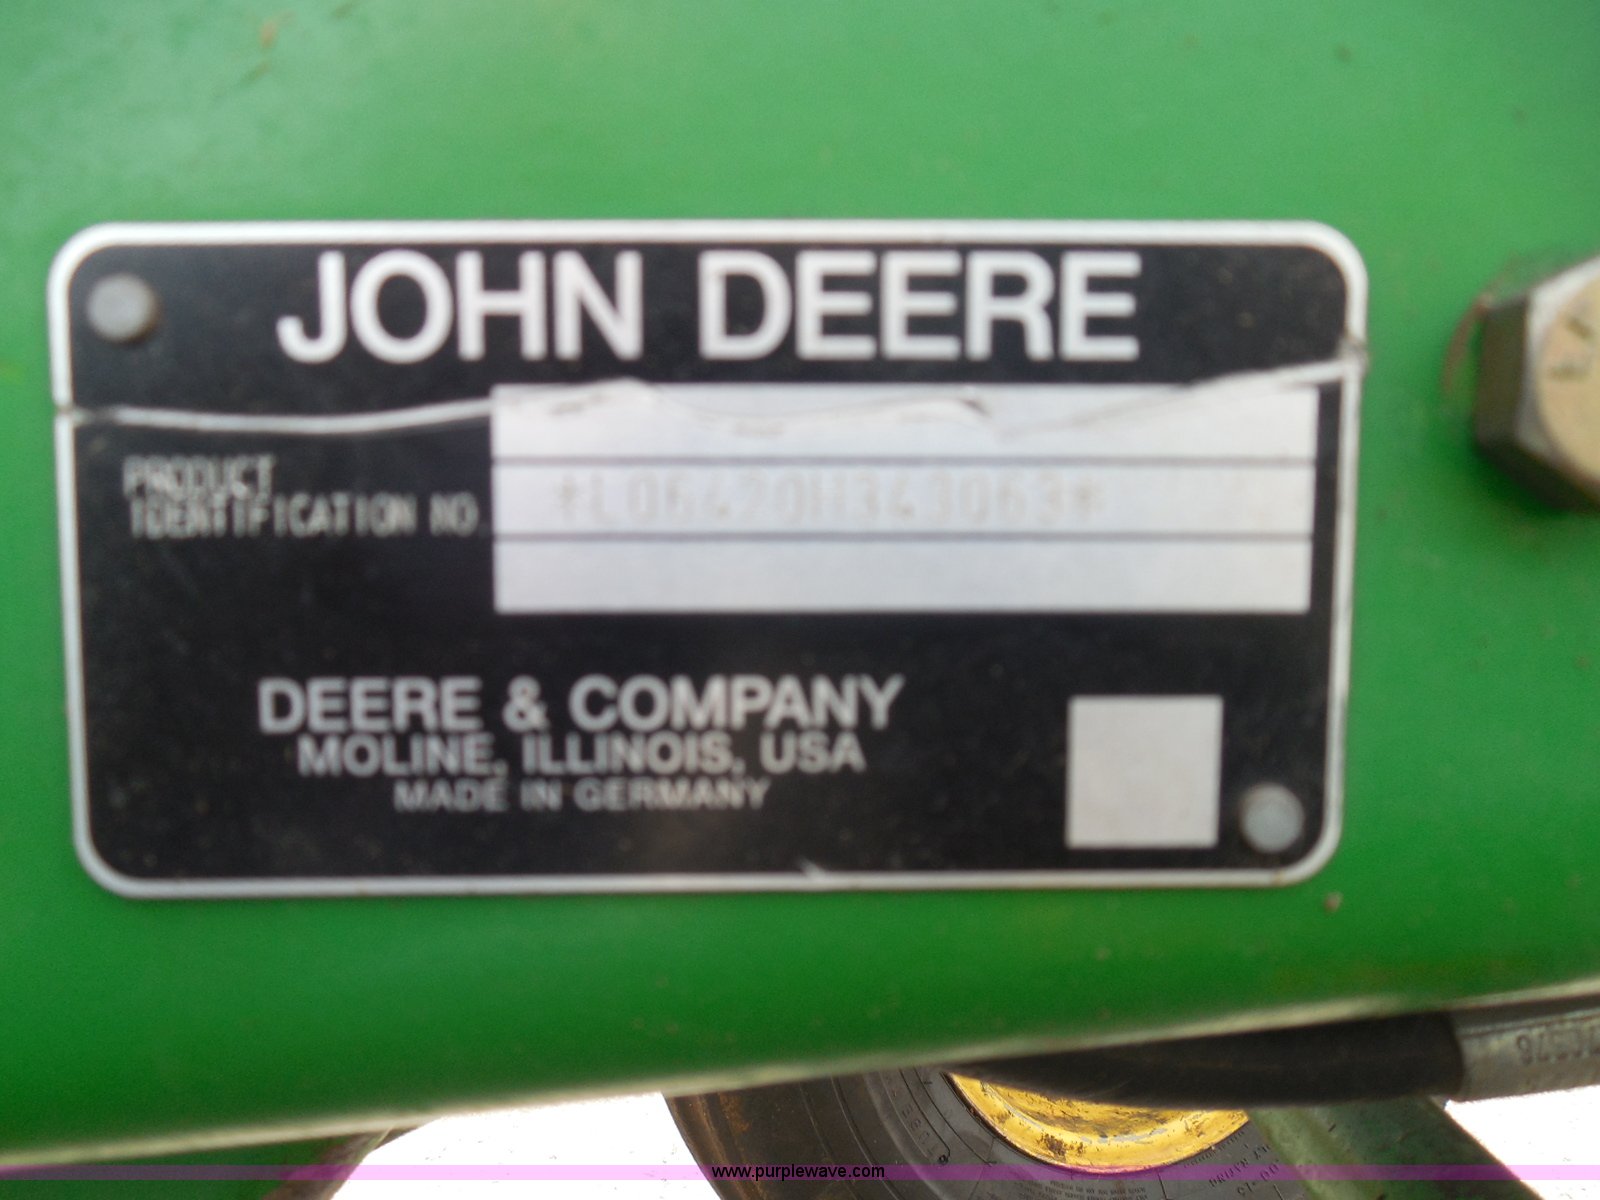 JOHN DEERE
PRODUCT
IDENTIFICATION NO
*L06420H343063*
DEERE & COMPANY
MOLINE, ILLINOIS, USA
MADE IN GERMANY
www.purplewave.com